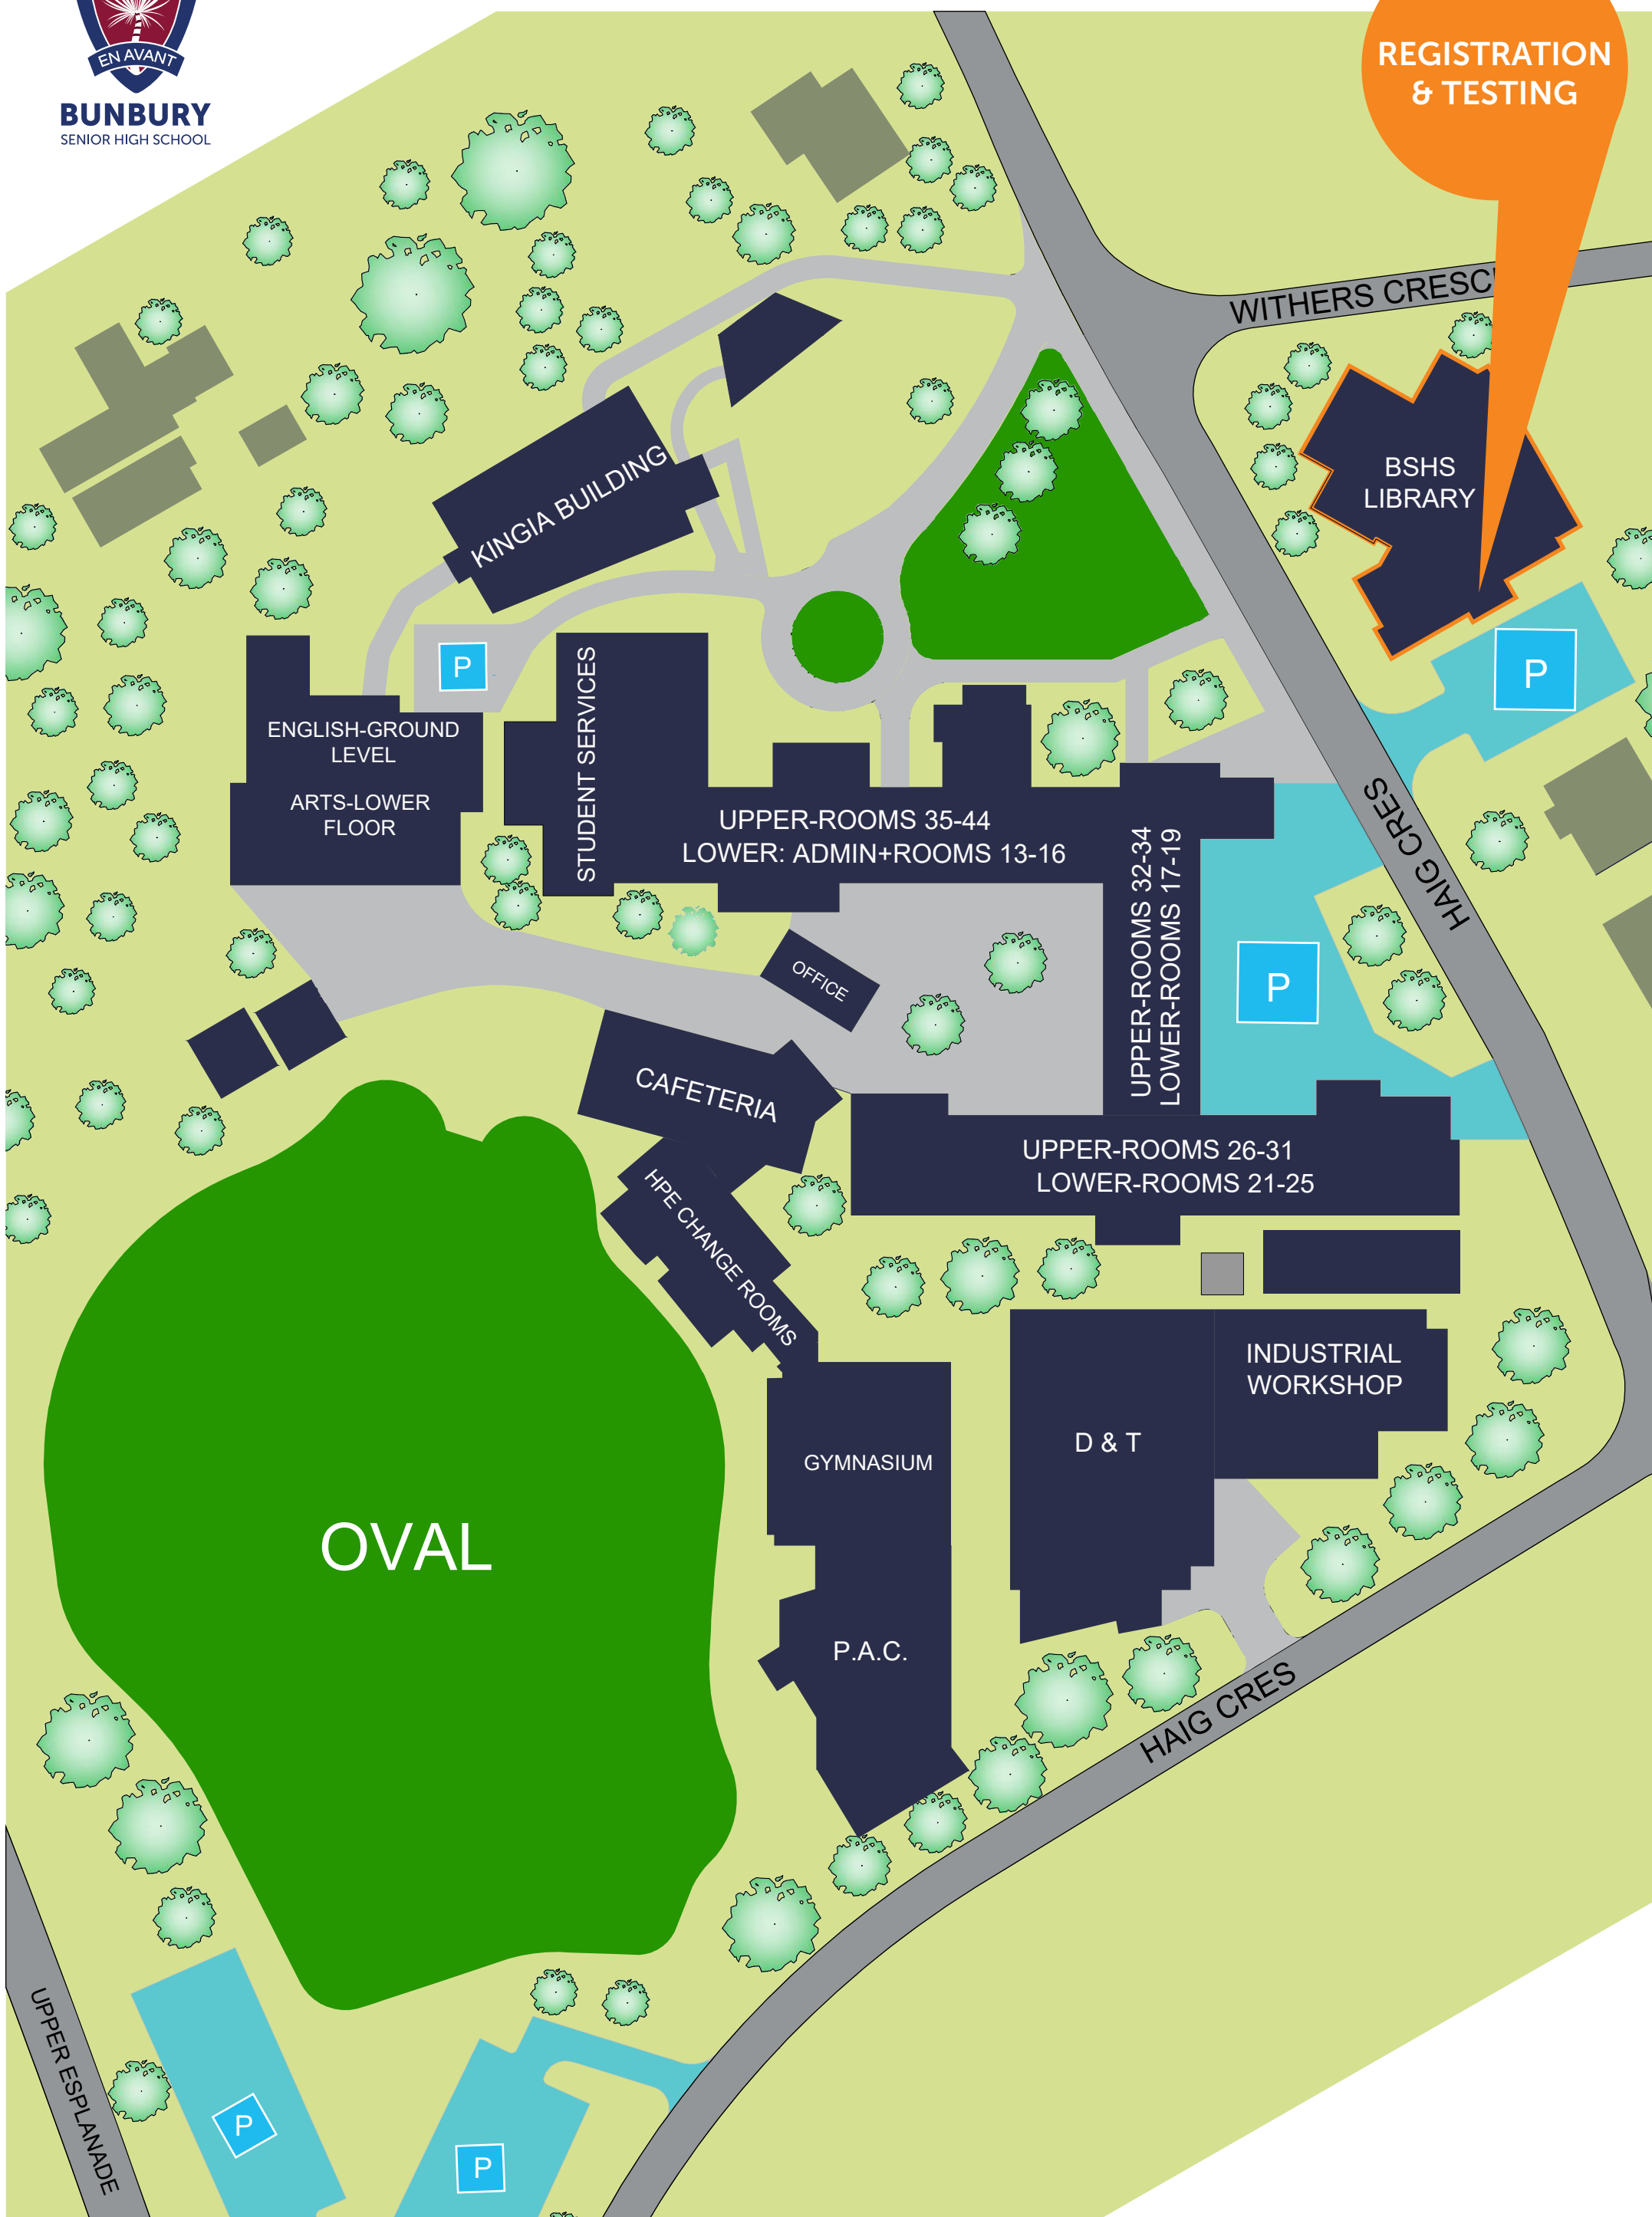 EN AVANT
BUNBURY
SENIOR HIGH SCHOOL
REGISTRATION
& TESTING
WITHERS
BSHS
LIBRARY
KINGIA BUILDING
P
P
STUDENT SERVICES
ENGLISH-GROUND
LEVEL
ARTS-LOWER
FLOOR
UPPER-ROOMS 35-44
LOWER: ADMIN+ROOMS 13-16
UPPER-ROOMS 32-34
LOWER-ROOMS 17-19
HAIG CRES
OFFICE
P
CAFETERIA
UPPER-ROOMS 26-31
LOWER-ROOMS 21-25
HPE CHANGE ROOMS
INDUSTRIAL
WORKSHOP
D & T
GYMNASIUM
OVAL
P.A.C.
HAIG CRES
UPPER ESPLANADE
P
P